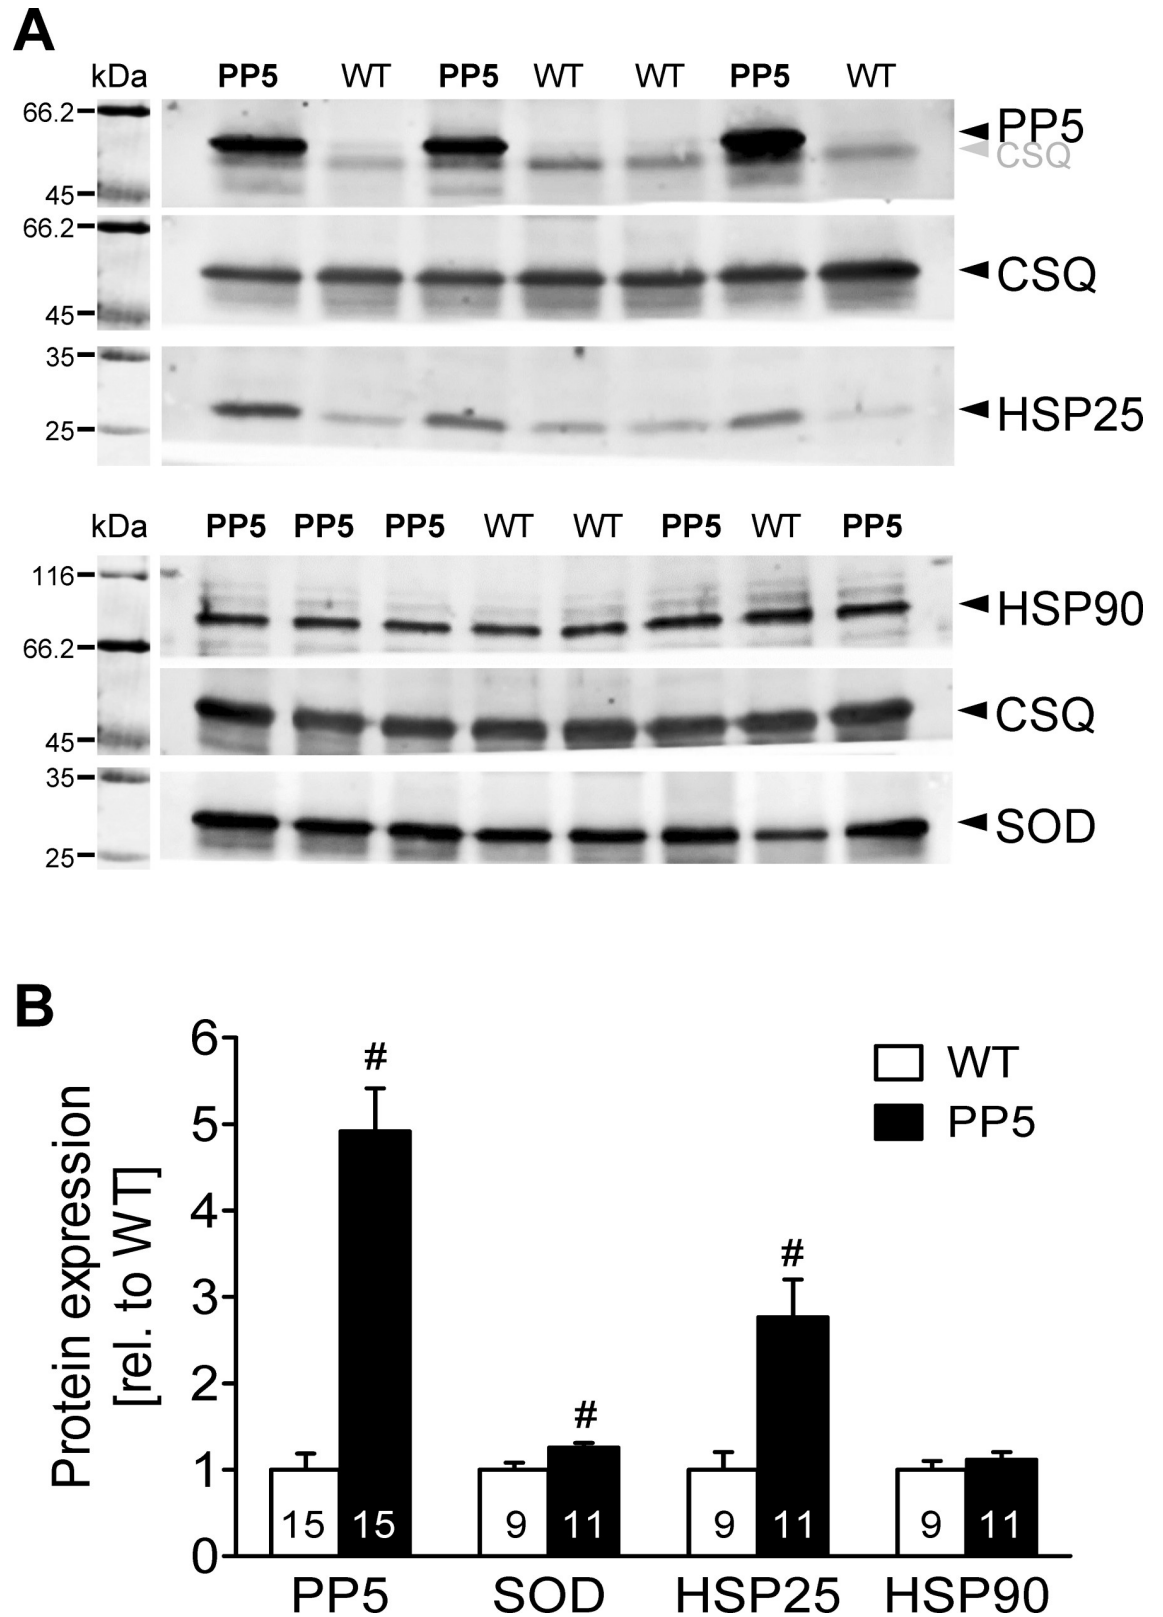 A
kDa PP5 WT PP5 WT WT PP5 WT
66.2
PP5
CSQ
45
66.2
CSQ
45
35
HSP25
25
kDa PP5 PP5 PP5 WT WT PP5 WT PP5
116
HSP90
66.2
CSQ
45
35
SOD
25
B
Protein expression
[rel. to WT]
6
5
4
3
2
1
0
WT
PP5
#
#
#
15 15 9 11 9 11 9 11
PP5 SOD HSP25 HSP90